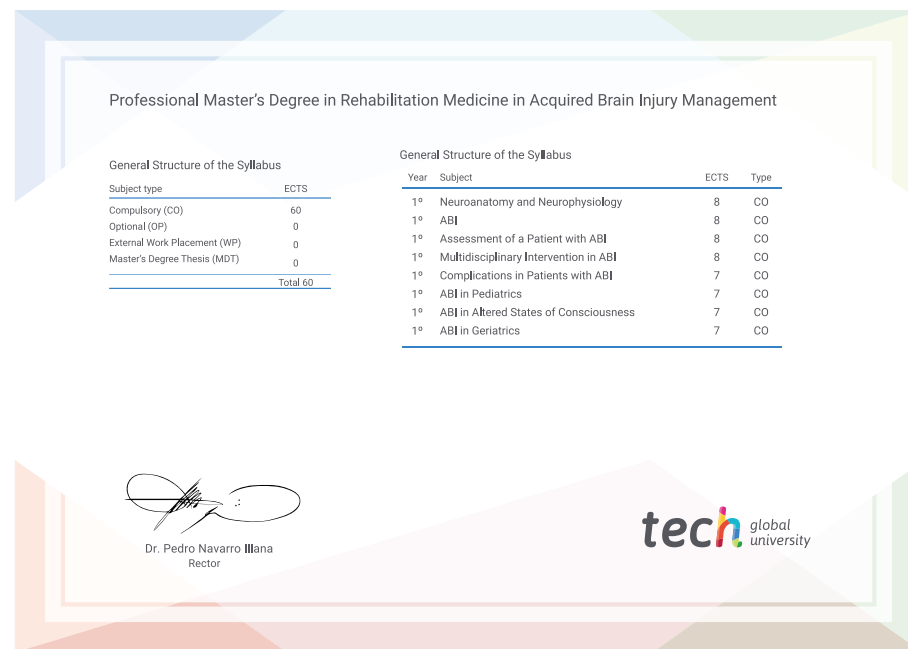 Professional Master's Degree in Rehabilitation Medicine in Acquired Brain Injury Management
General Structure of the Syllabus
Subject type ECTS
Compulsory (CO) 60
Optional (OP) 0
External Work Placement (WP) 0
Master's Degree Thesis (MDT) 0
Total 60
General Structure of the Syllabus
Year Subject ECTS Type
1º Neuroanatomy and Neurophysiology 8 CO
1º ABI 8 CO
1º Assessment of a Patient with ABI 8 CO
1º Multidisciplinary Intervention in ABI 8 CO
1º Complications in Patients with ABI 7 CO
1º ABI in Pediatrics 7 CO
1º ABI in Altered States of Consciousness 7 CO
1º ABI in Geriatrics 7 CO
Dr. Pedro Navarro Illana
Rector
tech global
university